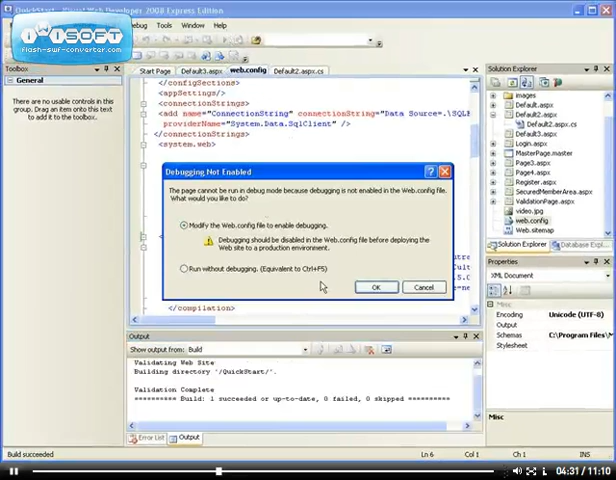 QuickStart - Visual Web Developer 2008 Express Edition
iWiSOFT
flash-swf-converter.com
Debug Tools Window Help
Toolbox
General
There are no usable controls in this
group. Drag an item onto this text
to add it to the toolbox.
Start Page Default3.aspx web.config Default2.aspx.cs
</configSections>
<appSettings/>
<connectionStrings>
<add name="ConnectionString" connectionString="Data Source=.\SQLE
providerName="System.Data.SqlClient" />
</connectionStrings>
<system.web>
Debugging Not Enabled
The page cannot be run in debug mode because debugging is not enabled in the Web.config file.
What would you like to do?
Modify the Web.config file to enable debugging.
Debugging should be disabled in the Web.config file before deploying the
Web site to a production environment.
Run without debugging. (Equivalent to Ctrl+F5)
OK Cancel
</compilation>
Output
Show output from: Build
Validating Web Site
Building directory '/QuickStart/'.
Validation Complete
========== Build: 1 succeeded or up-to-date, 0 failed, 0 skipped ==========
Error List Output
Solution Explorer
images
Default.aspx
Default2.aspx
Default2.aspx.cs
Default3.aspx
Login.aspx
MasterPage.master
Page4.aspx
Register.aspx
SecuredMemberArea.aspx
ValidationPage.aspx
video.jpg
web.config
Web.sitemap
Solution Explorer Database Expl
Properties
XML Document
Misc
Encoding Unicode (UTF-8)
Output
Schemas C:\Program Files/
Stylesheet
Misc
Build succeeded Ln 6 Col 1 INS
04:31 / 11:10